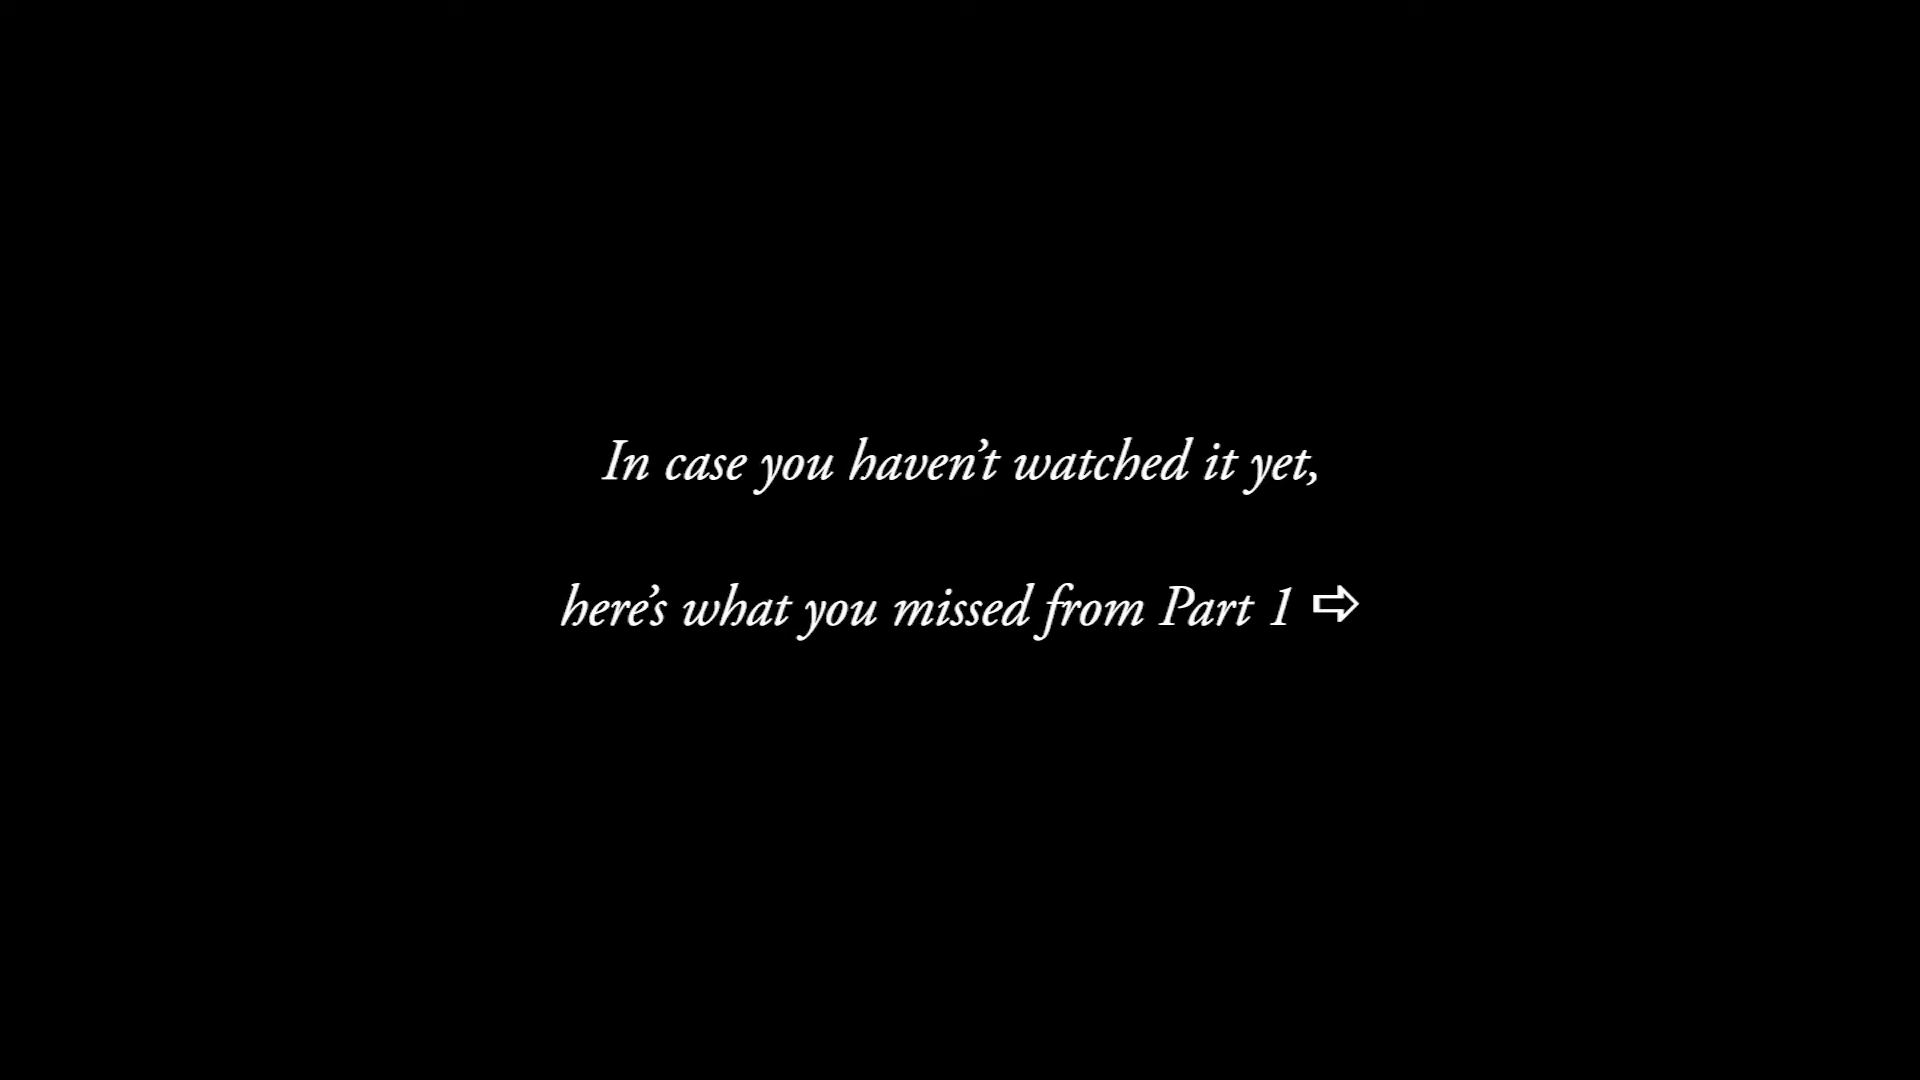 In case you haven’t watched it yet,
here’s what you missed from Part 1 ➯